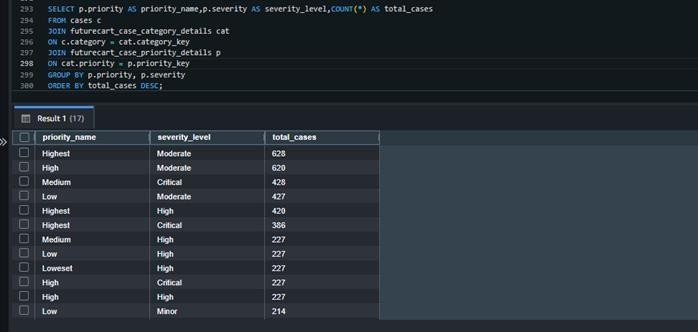 293 SELECT p.priority AS priority_name,p.severity AS severity_level,COUNT(*) AS total_cases
294 FROM cases c
295 JOIN futurecart_case_category_details cat
296 ON c.category = cat.category_key
297 JOIN futurecart_case_priority_details p
298 ON cat.priority = p.priority_key
299 GROUP BY p.priority, p.severity
300 ORDER BY total_cases DESC;
Result 1 (17)
priority_name severity_level total_cases
Highest Moderate 628
High Moderate 620
Medium Critical 428
Low Moderate 427
Highest High 420
Highest Critical 386
Medium High 227
Low High 227
Loweset High 227
High Critical 227
High High 227
Low Minor 214